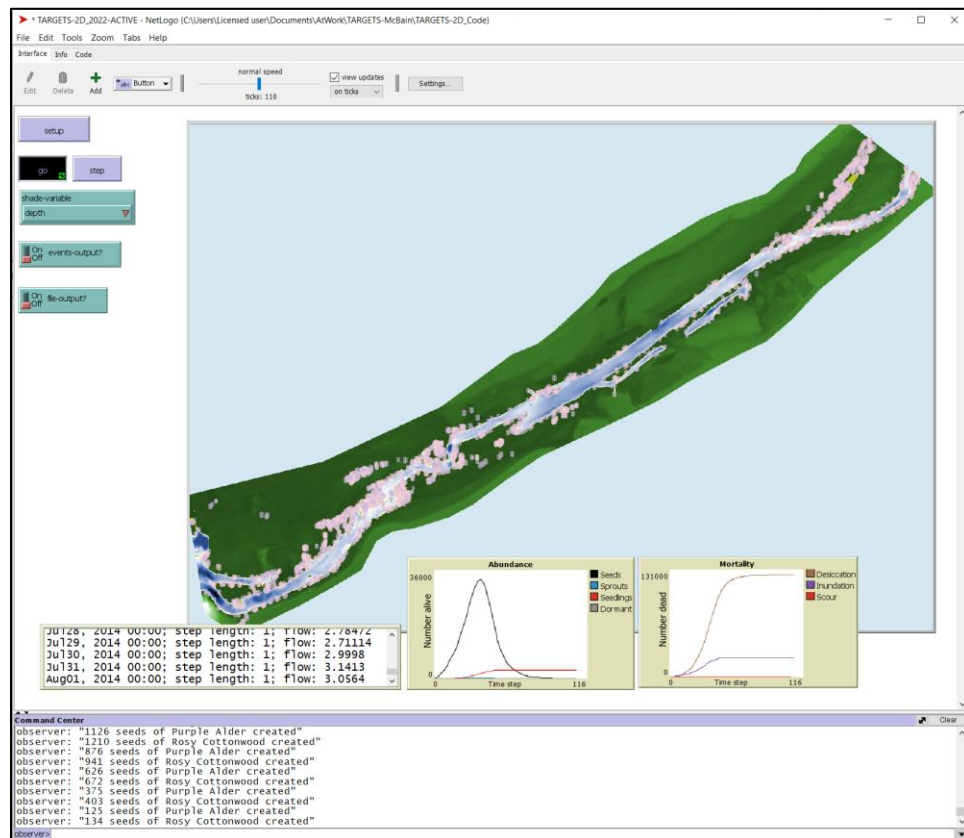 * TARGETS-2D_2022-ACTIVE - NetLogo (C:\Users\Licensed user\Documents\AtWork\TARGETS-McBain\TARGETS-2D_Code)
File Edit Tools Zoom Tabs Help
Interface Info Code
Edit Delete Add Button
normal speed
ticks: 110
view updates
on ticks
Settings...
setup
go step
shade-variable
depth
On
Off
events-output?
On
Off
file-output?
Jul28, 2014 00:00; step length: 1; flow: 2.78472
Jul29, 2014 00:00; step length: 1; flow: 2.71114
Jul30, 2014 00:00; step length: 1; flow: 2.9998
Jul31, 2014 00:00; step length: 1; flow: 3.1413
Aug01, 2014 00:00; step length: 1; flow: 3.0564
Abundance
36000
Number alive
0
0 Time step 116
Seeds
Sprouts
Seedlings
Dormant
Mortality
131000
Number dead
0
0 Time step 116
Desiccation
Inundation
Scour
Command Center Clear
observer: "1126 seeds of Purple Alder created"
observer: "1210 seeds of Rosy Cottonwood created"
observer: "876 seeds of Purple Alder created"
observer: "941 seeds of Rosy Cottonwood created"
observer: "626 seeds of Purple Alder created"
observer: "672 seeds of Rosy Cottonwood created"
observer: "375 seeds of Purple Alder created"
observer: "403 seeds of Rosy Cottonwood created"
observer: "125 seeds of Purple Alder created"
observer: "134 seeds of Rosy Cottonwood created"
observer>